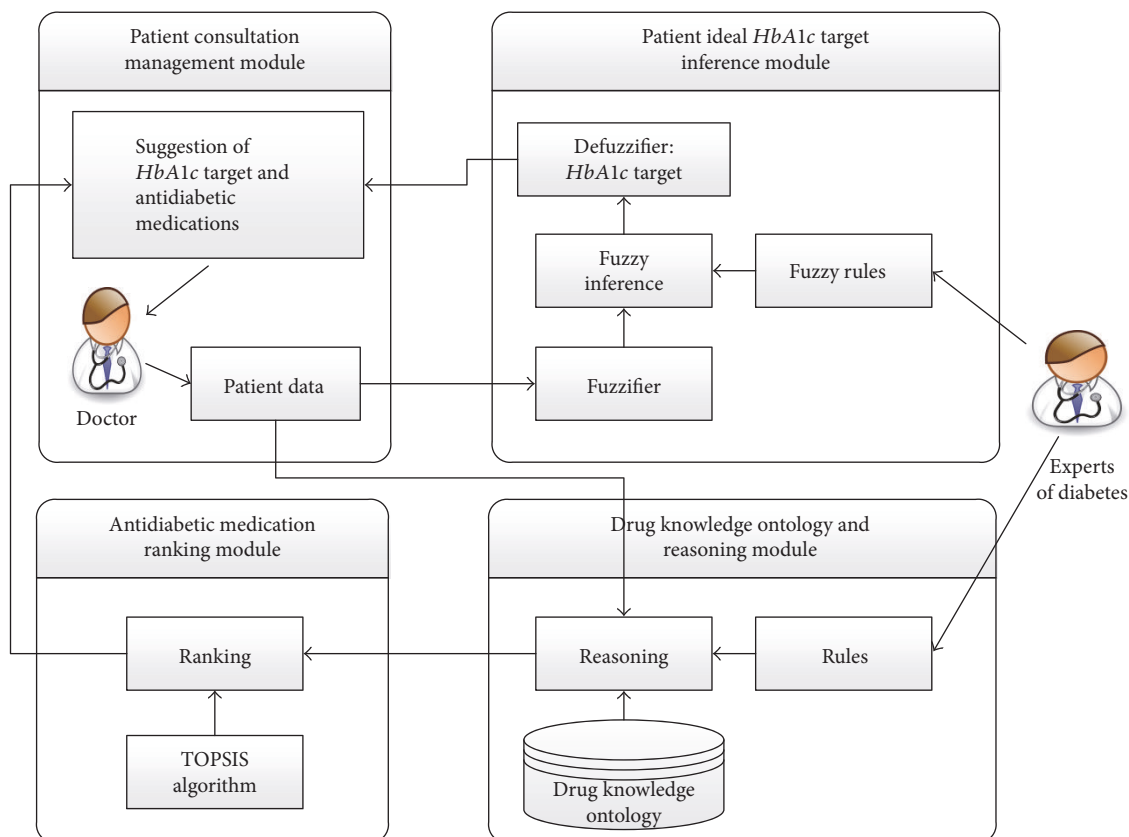 Patient consultation
management module
Suggestion of
HbA1c target and
antidiabetic
medications
Doctor
Patient data
Patient ideal HbA1c target
inference module
Defuzzifier:
HbA1c target
Fuzzy
inference
Fuzzy rules
Fuzzifier
Experts
of diabetes
Antidiabetic medication
ranking module
Ranking
TOPSIS
algorithm
Drug knowledge ontology and
reasoning module
Reasoning
Rules
Drug knowledge
ontology